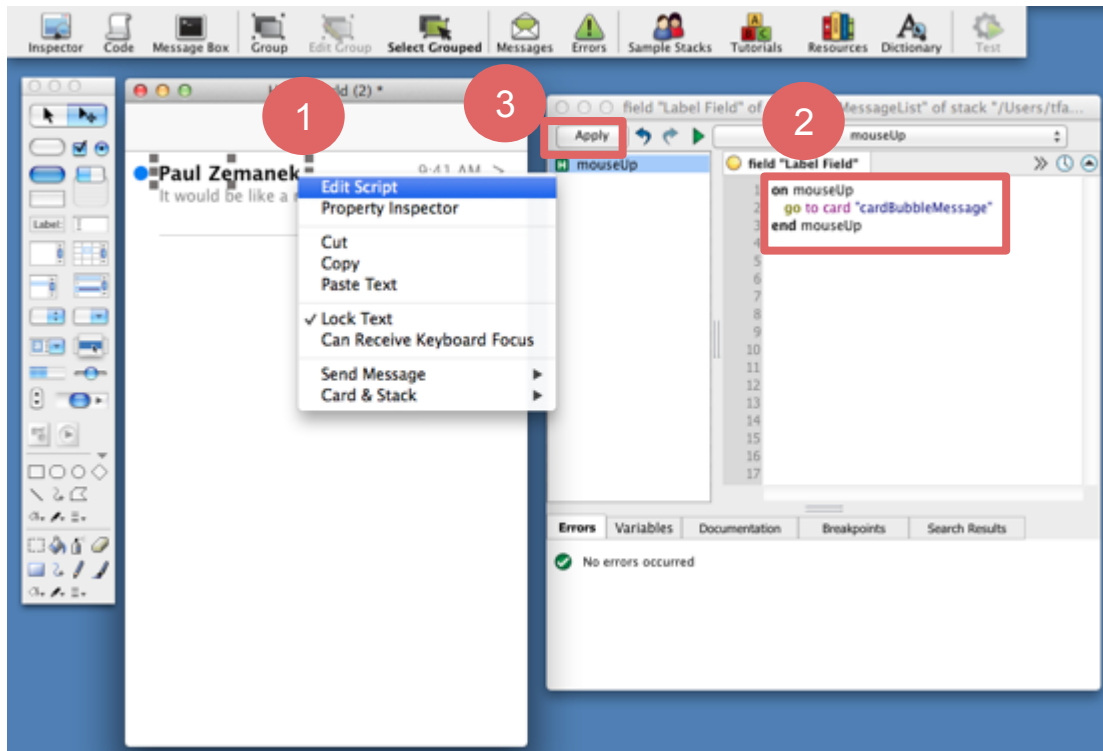 Inspector Code Message Box Group Edit Group Select Grouped Messages Errors Sample Stacks Tutorials Resources Dictionary Test
1
(2) *
Paul Zemanek
9:41 AM >
It would be like a
Edit Script
Property Inspector
Cut
Copy
Paste Text
✓ Lock Text
Can Receive Keyboard Focus
Send Message
Card & Stack
Label:
3
2
field "Label Field" of
MessageList" of stack "/Users/tfa...
Apply
mouseUp
mouseUp
field "Label Field"
1 on mouseUp
2 go to card "cardBubbleMessage"
3 end mouseUp
4
5
6
7
8
9
10
11
12
13
14
15
16
17
Errors Variables Documentation Breakpoints Search Results
No errors occurred